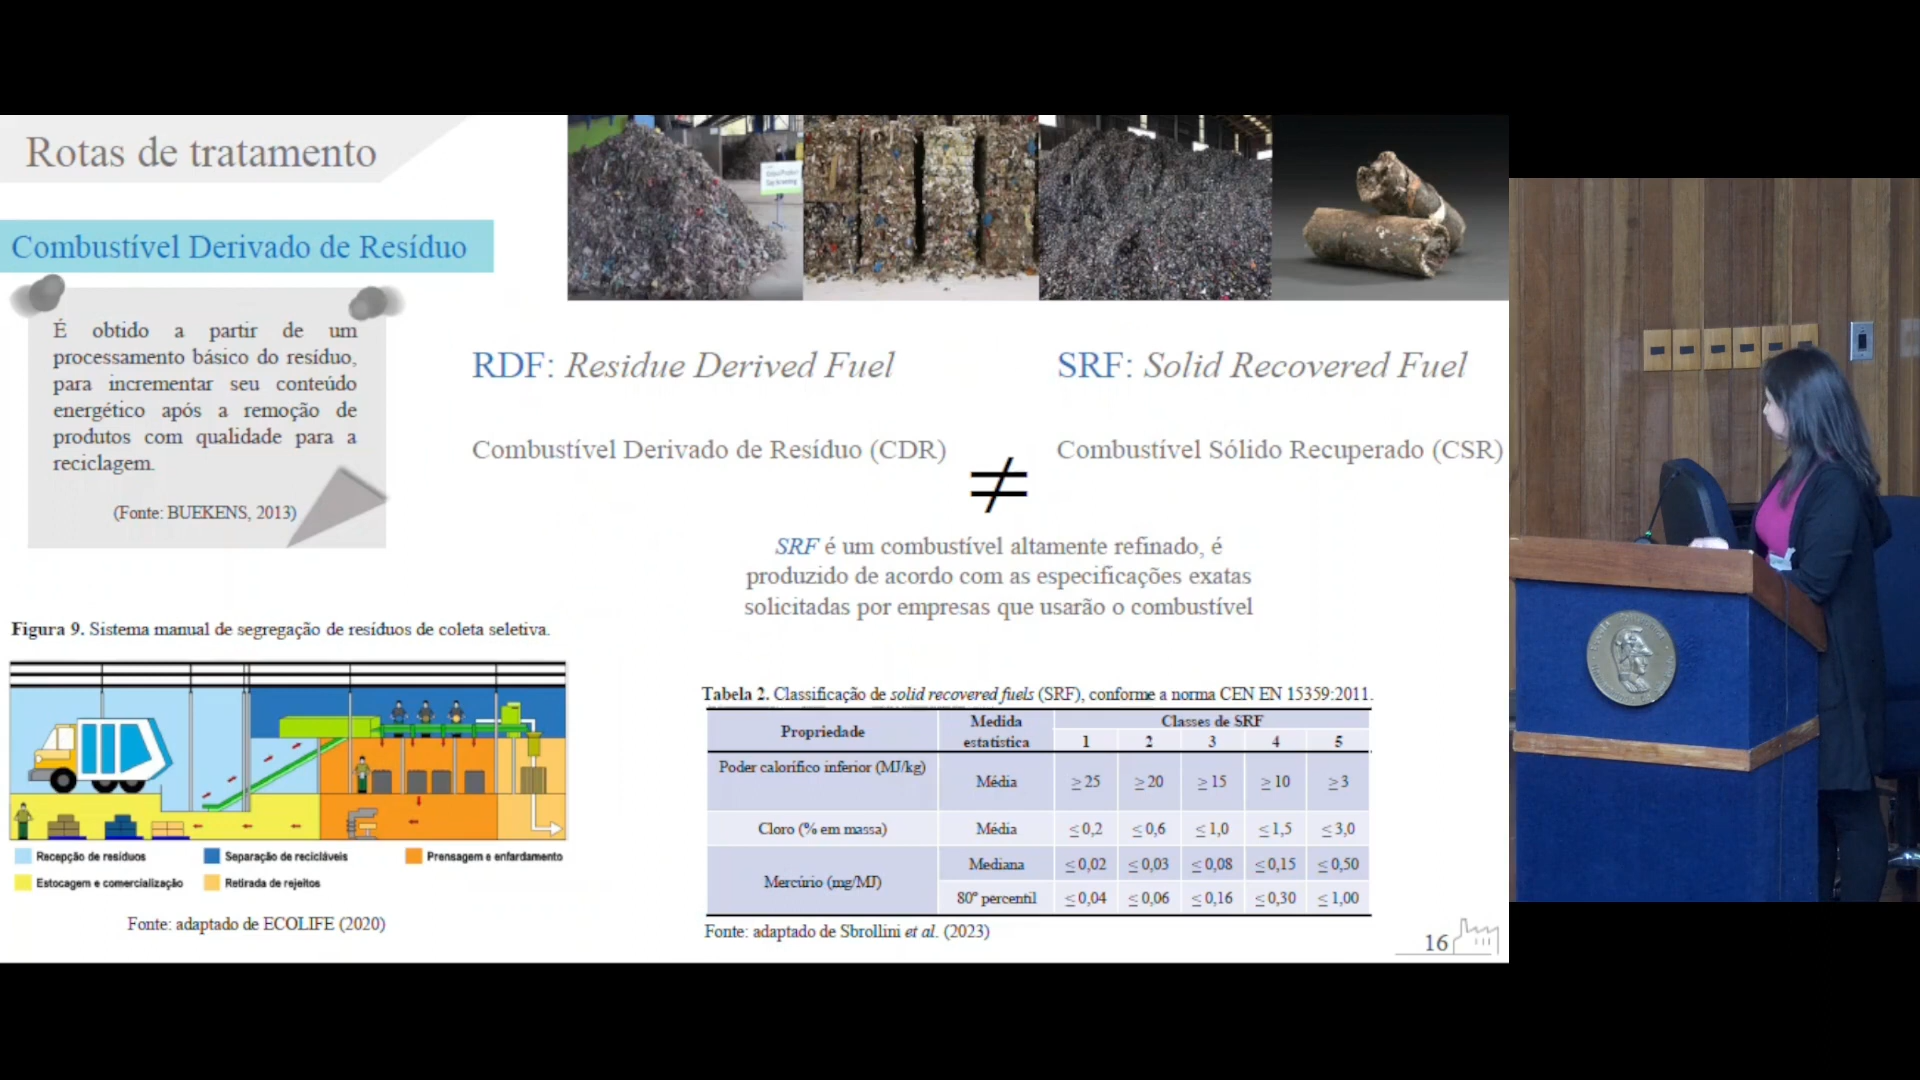 Rotas de tratamento
Combustível Derivado de Resíduo
É obtido a partir de um
processamento básico do resíduo,
para incrementar seu conteúdo
energético após a remoção de
produtos com qualidade para a
reciclagem.
(Fonte: BUEKENS, 2013)
RDF: Residue Derived Fuel
Combustível Derivado de Resíduo (CDR)
≠
SRF: Solid Recovered Fuel
Combustível Sólido Recuperado (CSR)
SRF é um combustível altamente refinado, é
produzido de acordo com as especificações exatas
solicitadas por empresas que usarão o combustível
Figura 9. Sistema manual de segregação de resíduos de coleta seletiva.
Recepção de resíduos
Separação de recicláveis
Prensagem e enfardamento
Estocagem e comercialização
Retirada de rejeitos
Fonte: adaptado de ECOLIFE (2020)
Tabela 2. Classificação de solid recovered fuels (SRF), conforme a norma CEN EN 15359:2011.
Propriedade Medida estatística Classes de SRF
1 2 3 4 5
Poder calorífico inferior (MJ/kg) Média ≥ 25 ≥ 20 ≥ 15 ≥ 10 ≥ 3
Cloro (% em massa) Média ≤ 0,2 ≤ 0,6 ≤ 1,0 ≤ 1,5 ≤ 3,0
Mercúrio (mg/MJ) Mediana ≤ 0,02 ≤ 0,03 ≤ 0,08 ≤ 0,15 ≤ 0,50
80º percentil ≤ 0,04 ≤ 0,06 ≤ 0,16 ≤ 0,30 ≤ 1,00
Fonte: adaptado de Sbrollini et al. (2023)
16